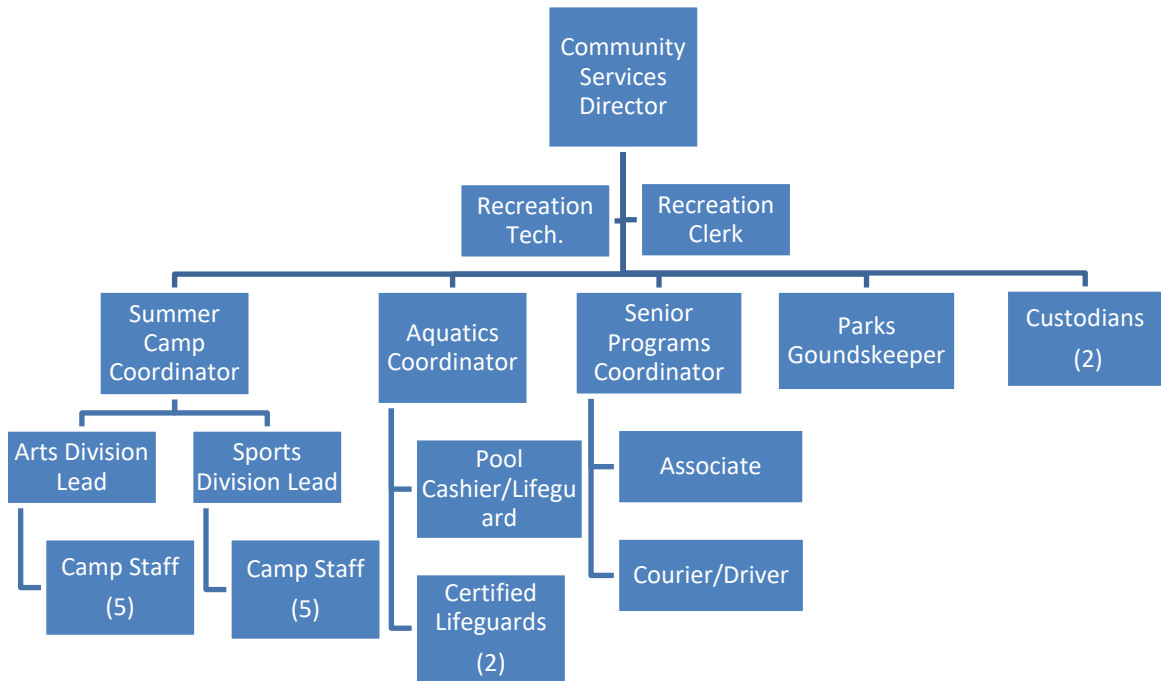 Community
Services
Director
Recreation
Tech.
Recreation
Clerk
Summer
Camp
Coordinator
Aquatics
Coordinator
Senior
Programs
Coordinator
Parks
Goundskeeper
Custodians
(2)
Arts Division
Lead
Sports
Division Lead
Pool
Cashier/Lifegu
ard
Associate
Camp Staff
(5)
Camp Staff
(5)
Certified
Lifeguards
(2)
Courier/Driver